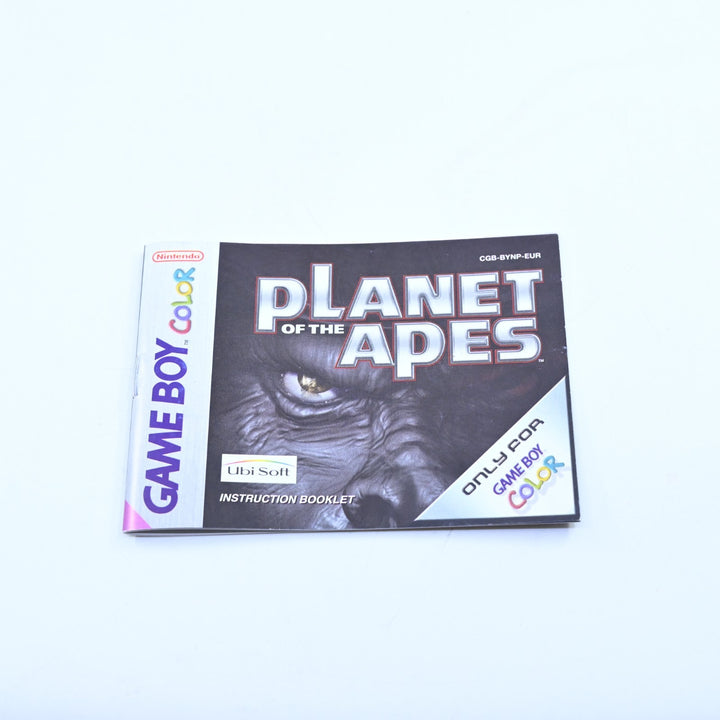 Nintendo
GAME BOY COLOR
CGB-BYNP-EUR
PLANET
OF THE
APES™
ONLY FOR
GAME BOY
COLOR
Ubi Soft
INSTRUCTION BOOKLET